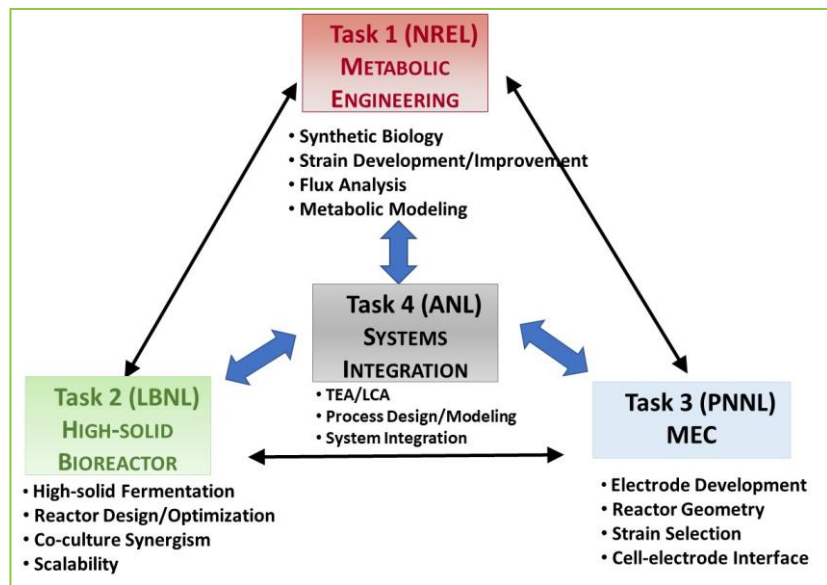 Task 1 (NREL)
METABOLIC
ENGINEERING
• Synthetic Biology
• Strain Development/Improvement
• Flux Analysis
• Metabolic Modeling
Task 4 (ANL)
SYSTEMS
INTEGRATION
• TEA/LCA
• Process Design/Modeling
• System Integration
Task 2 (LBNL)
HIGH-SOLID
BIOREACTOR
• High-solid Fermentation
• Reactor Design/Optimization
• Co-culture Synergism
• Scalability
Task 3 (PNNL)
MEC
• Electrode Development
• Reactor Geometry
• Strain Selection
• Cell-electrode Interface